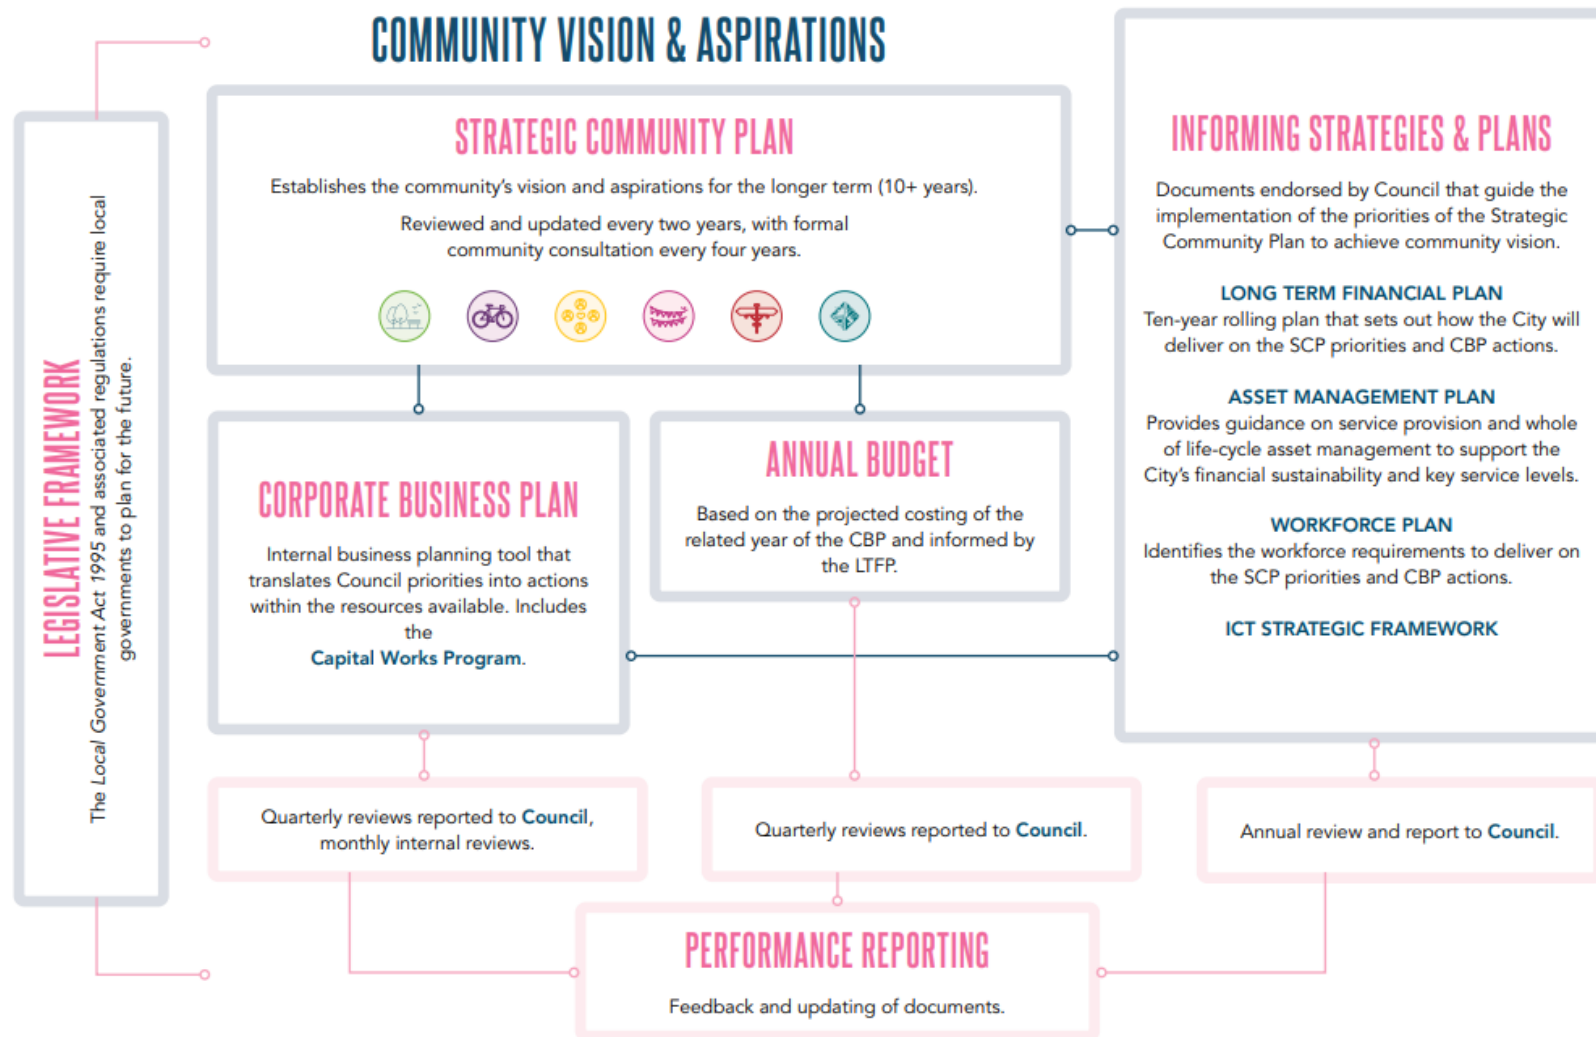 COMMUNITY VISION & ASPIRATIONS
LEGISLATIVE FRAMEWORK
The Local Government Act 1995 and associated regulations require local
governments to plan for the future.
STRATEGIC COMMUNITY PLAN
Establishes the community's vision and aspirations for the longer term (10+ years).
Reviewed and updated every two years, with formal
community consultation every four years.
CORPORATE BUSINESS PLAN
Internal business planning tool that
translates Council priorities into actions
within the resources available. Includes
the
Capital Works Program.
ANNUAL BUDGET
Based on the projected costing of the
related year of the CBP and informed by
the LTFP.
INFORMING STRATEGIES & PLANS
Documents endorsed by Council that guide the
implementation of the priorities of the Strategic
Community Plan to achieve community vision.
LONG TERM FINANCIAL PLAN
Ten-year rolling plan that sets out how the City will
deliver on the SCP priorities and CBP actions.
ASSET MANAGEMENT PLAN
Provides guidance on service provision and whole
of life-cycle asset management to support the
City's financial sustainability and key service levels.
WORKFORCE PLAN
Identifies the workforce requirements to deliver on
the SCP priorities and CBP actions.
ICT STRATEGIC FRAMEWORK
Quarterly reviews reported to Council,
monthly internal reviews.
Quarterly reviews reported to Council.
Annual review and report to Council.
PERFORMANCE REPORTING
Feedback and updating of documents.